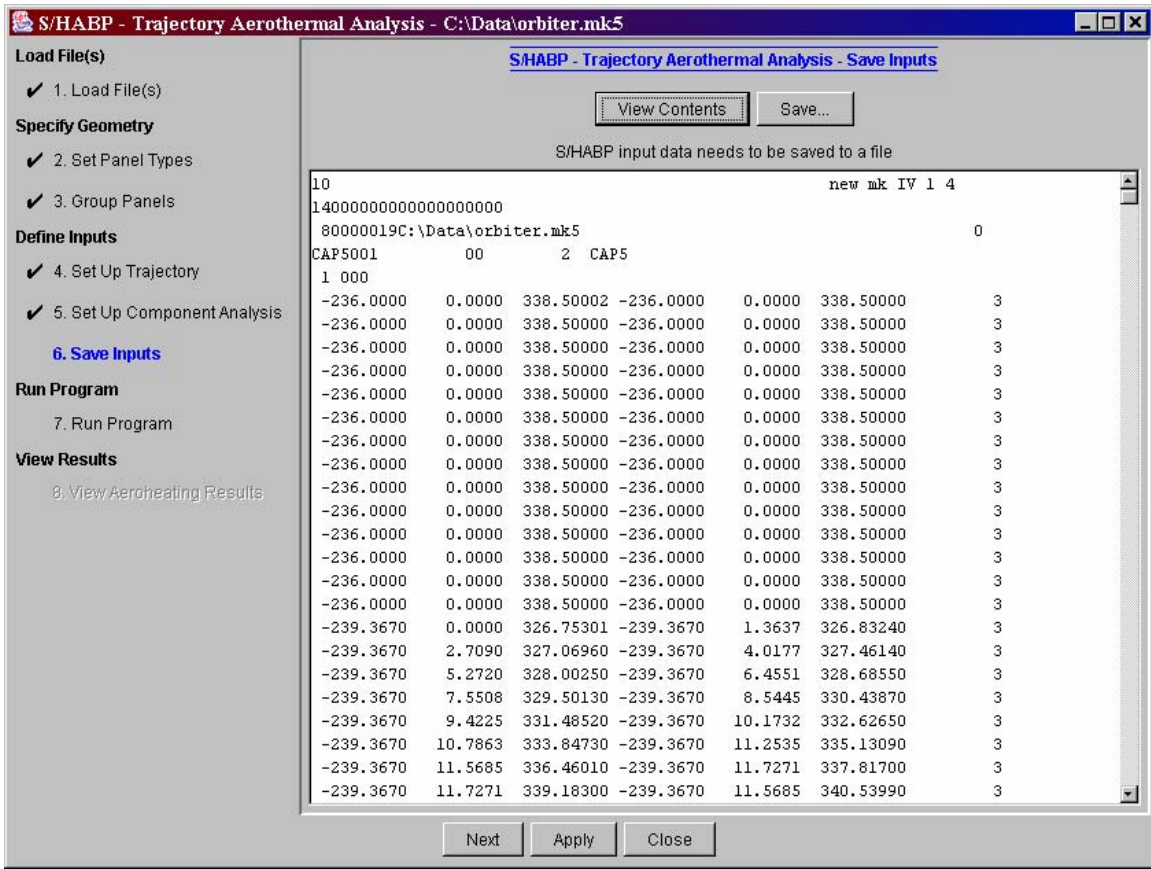 S/HABP - Trajectory Aerothermal Analysis - C:\Data\orbiter.mk5
Load File(s)
✔ 1. Load File(s)
Specify Geometry
✔ 2. Set Panel Types
✔ 3. Group Panels
Define Inputs
✔ 4. Set Up Trajectory
✔ 5. Set Up Component Analysis
6. Save Inputs
Run Program
7. Run Program
View Results
8. View Aeroheating Results
S/HABP - Trajectory Aerothermal Analysis - Save Inputs
View Contents Save...
S/HABP input data needs to be saved to a file
10 new mk IV 1 4
14000000000000000000
80000019C:\Data\orbiter.mk5 0
CAP5001 00 2 CAP5
1 000
-236.0000 0.0000 338.50002 -236.0000 0.0000 338.50000 3
-236.0000 0.0000 338.50000 -236.0000 0.0000 338.50000 3
-236.0000 0.0000 338.50000 -236.0000 0.0000 338.50000 3
-236.0000 0.0000 338.50000 -236.0000 0.0000 338.50000 3
-236.0000 0.0000 338.50000 -236.0000 0.0000 338.50000 3
-236.0000 0.0000 338.50000 -236.0000 0.0000 338.50000 3
-236.0000 0.0000 338.50000 -236.0000 0.0000 338.50000 3
-236.0000 0.0000 338.50000 -236.0000 0.0000 338.50000 3
-236.0000 0.0000 338.50000 -236.0000 0.0000 338.50000 3
-236.0000 0.0000 338.50000 -236.0000 0.0000 338.50000 3
-236.0000 0.0000 338.50000 -236.0000 0.0000 338.50000 3
-236.0000 0.0000 338.50000 -236.0000 0.0000 338.50000 3
-236.0000 0.0000 338.50000 -236.0000 0.0000 338.50000 3
-236.0000 0.0000 338.50000 -236.0000 0.0000 338.50000 3
-239.3670 0.0000 326.75301 -239.3670 1.3637 326.83240 3
-239.3670 2.7090 327.06960 -239.3670 4.0177 327.46140 3
-239.3670 5.2720 328.00250 -239.3670 6.4551 328.68550 3
-239.3670 7.5508 329.50130 -239.3670 8.5445 330.43870 3
-239.3670 9.4225 331.48520 -239.3670 10.1732 332.62650 3
-239.3670 10.7863 333.84730 -239.3670 11.2535 335.13090 3
-239.3670 11.5685 336.46010 -239.3670 11.7271 337.81700 3
-239.3670 11.7271 339.18300 -239.3670 11.5685 340.53990 3
Next Apply Close